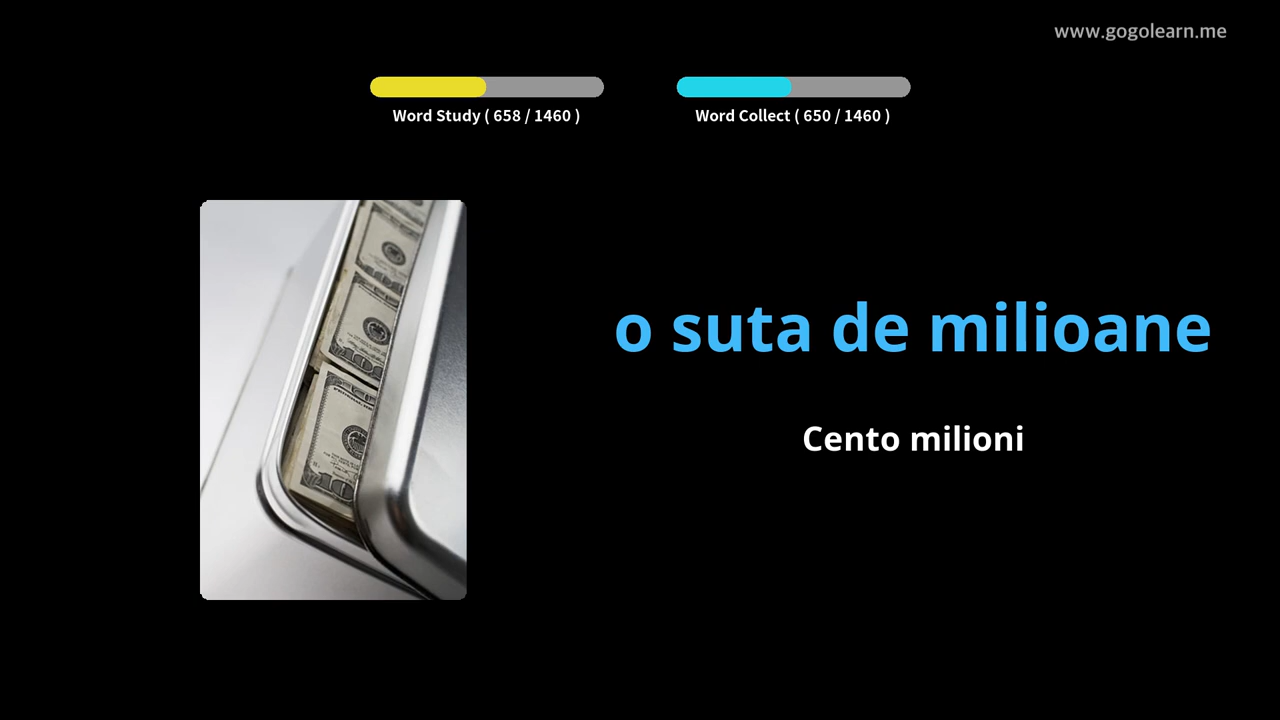 www.gogolearn.me
Word Study ( 658 / 1460 )
Word Collect ( 650 / 1460 )
o suta de milioane
Cento milioni